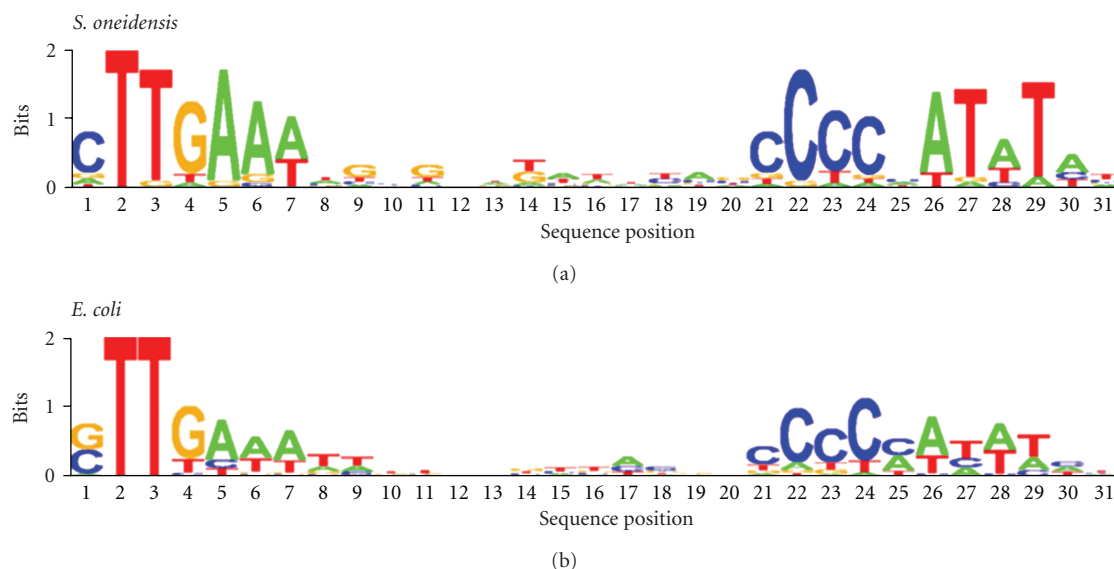 S. oneidensis
2
1
0
Bits
C T T G A A A T C C C C A T A T A
1 2 3 4 5 6 7 8 9 10 11 12 13 14 15 16 17 18 19 20 21 22 23 24 25 26 27 28 29 30 31
Sequence position
(a)
E. coli
2
1
0
Bits
G T T G A A A T T C C C C C A T A T
1 2 3 4 5 6 7 8 9 10 11 12 13 14 15 16 17 18 19 20 21 22 23 24 25 26 27 28 29 30 31
Sequence position
(b)